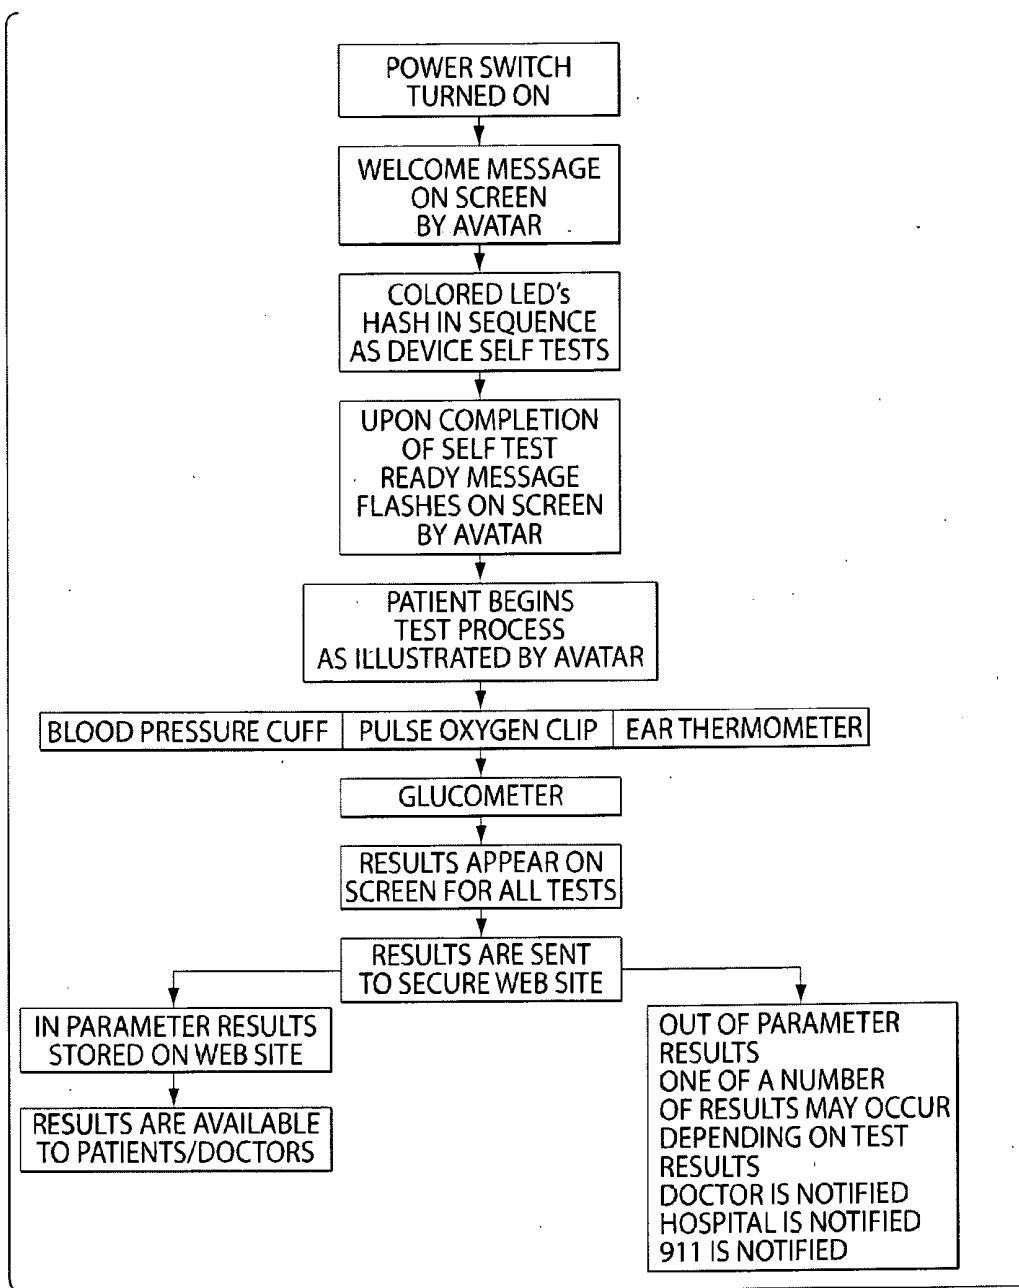 POWER SWITCH
TURNED ON
WELCOME MESSAGE
ON SCREEN
BY AVATAR
COLORED LED's
HASH IN SEQUENCE
AS DEVICE SELF TESTS
UPON COMPLETION
OF SELF TEST
READY MESSAGE
FLASHES ON SCREEN
BY AVATAR
PATIENT BEGINS
TEST PROCESS
AS ILLUSTRATED BY AVATAR
BLOOD PRESSURE CUFF PULSE OXYGEN CLIP EAR THERMOMETER
GLUCOMETER
RESULTS APPEAR ON
SCREEN FOR ALL TESTS
RESULTS ARE SENT
TO SECURE WEB SITE
IN PARAMETER RESULTS
STORED ON WEB SITE
RESULTS ARE AVAILABLE
TO PATIENTS/DOCTORS
OUT OF PARAMETER
RESULTS
ONE OF A NUMBER
OF RESULTS MAY OCCUR
DEPENDING ON TEST
RESULTS
DOCTOR IS NOTIFIED
HOSPITAL IS NOTIFIED
911 IS NOTIFIED